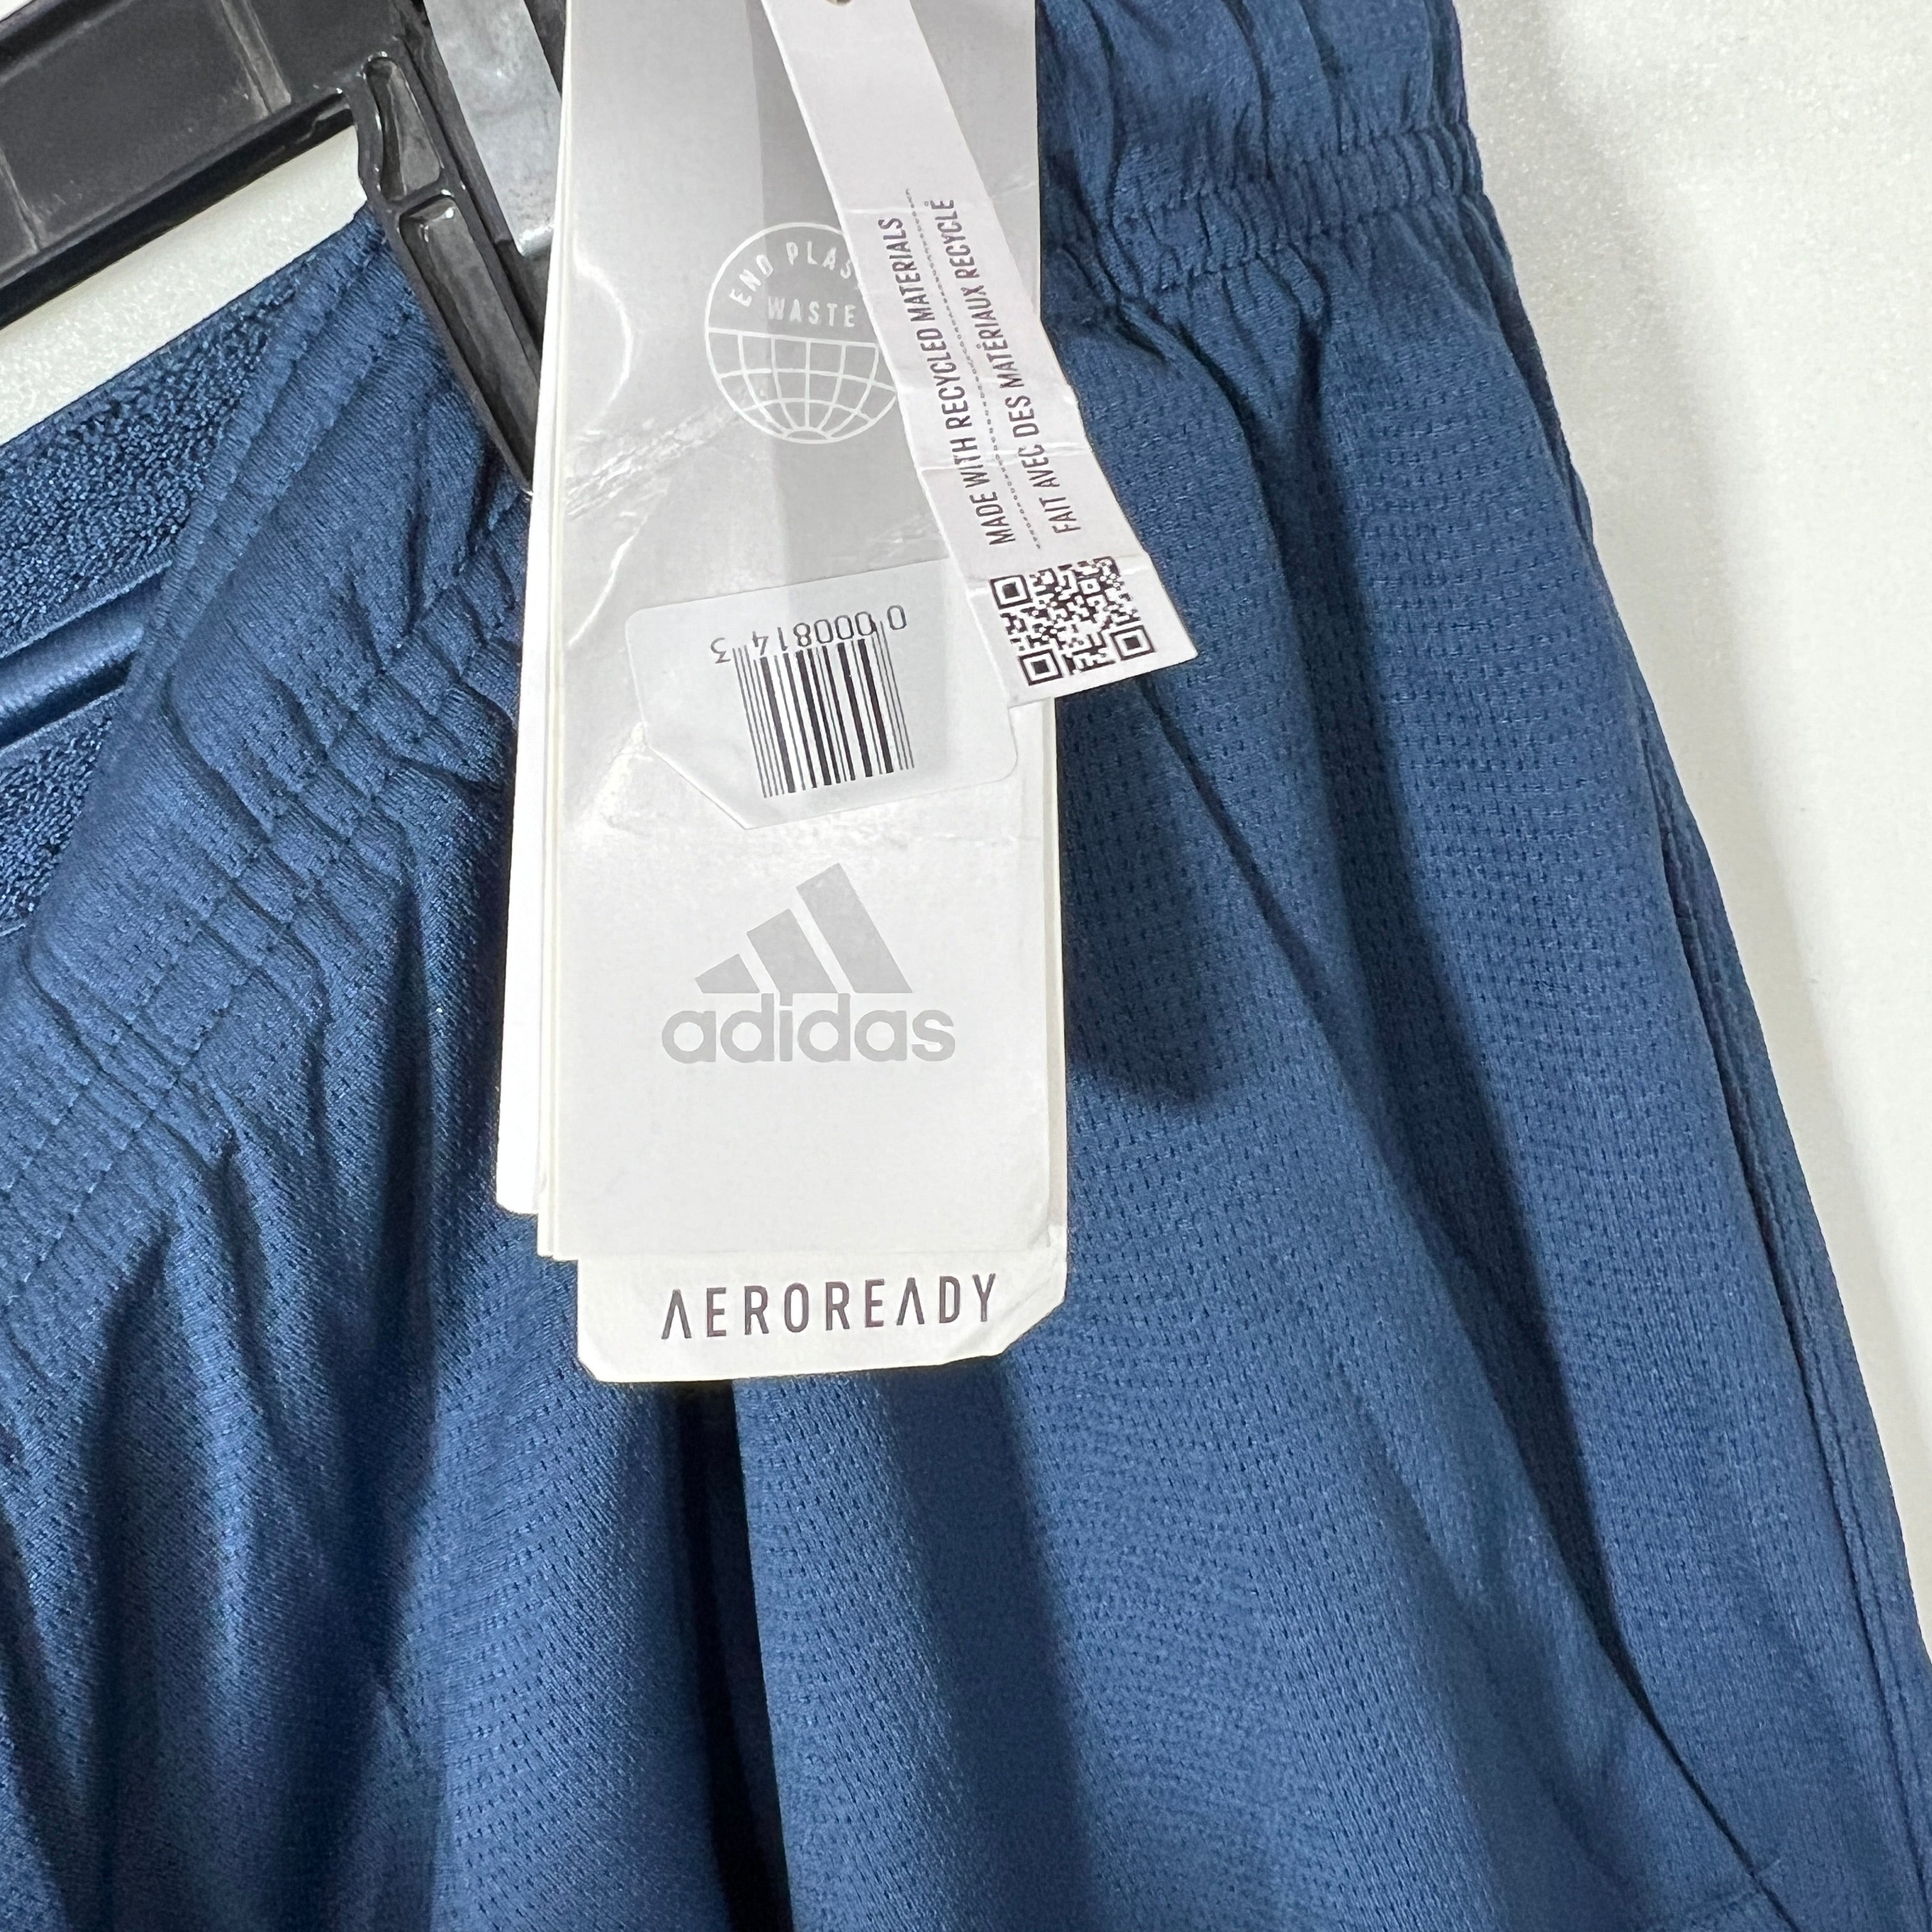 END PLAS
WASTE
MADE WITH RECYCLED MATERIALS
FAIT AVEC DES MATÉRIAUX RECYCLÉ
0 000814 3
adidas
AEROREADY